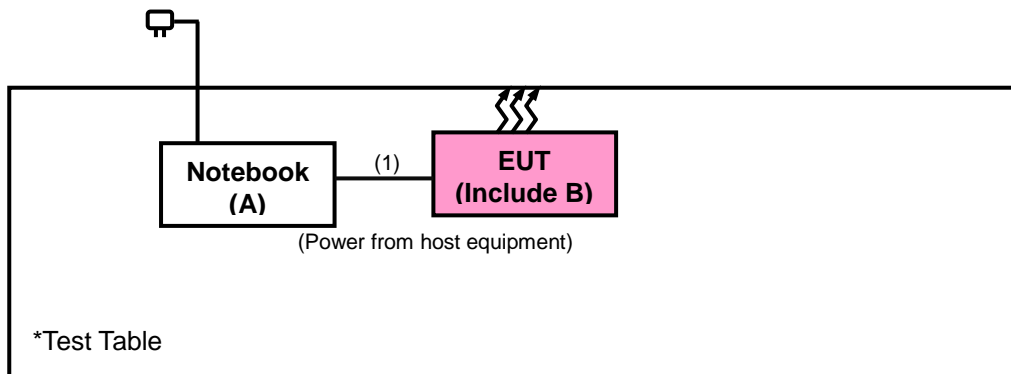 Notebook
(A)
(1)
EUT
(Include B)
(Power from host equipment)
*Test Table